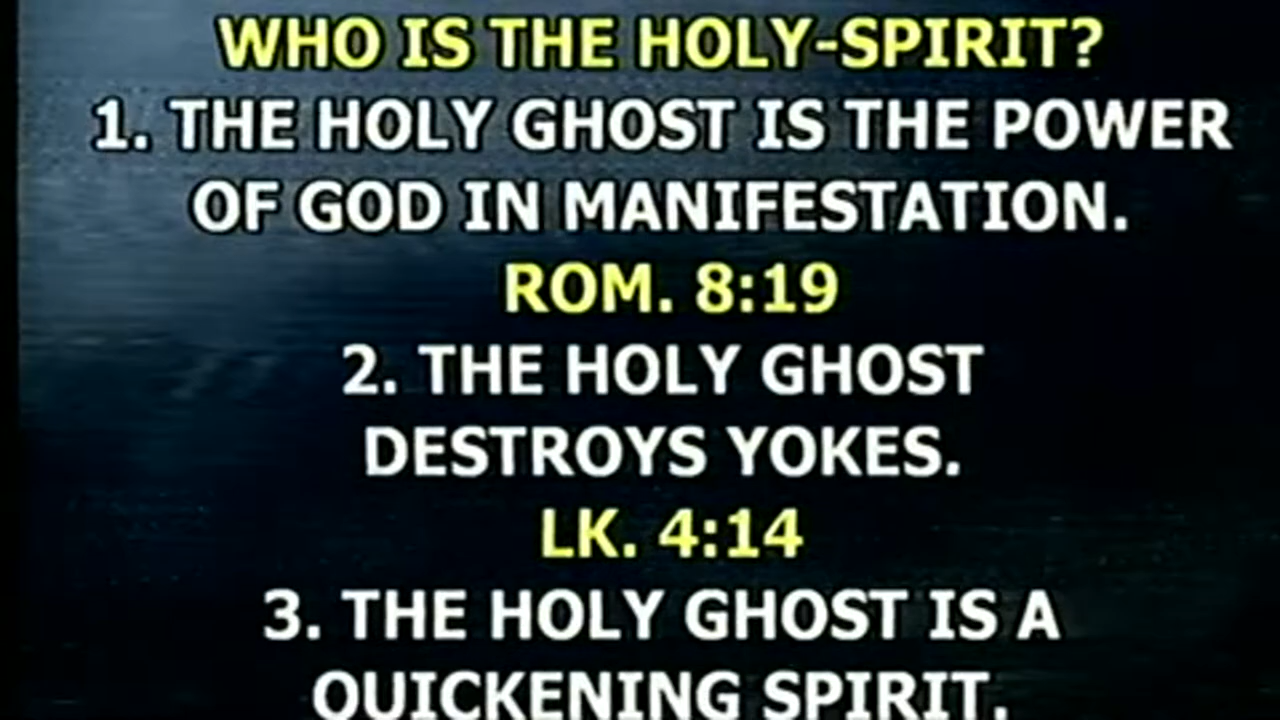 WHO IS THE HOLY-SPIRIT?
1. THE HOLY GHOST IS THE POWER
OF GOD IN MANIFESTATION.
ROM. 8:19
2. THE HOLY GHOST
DESTROYS YOKES.
LK. 4:14
3. THE HOLY GHOST IS A
QUICKENING SPIRIT.